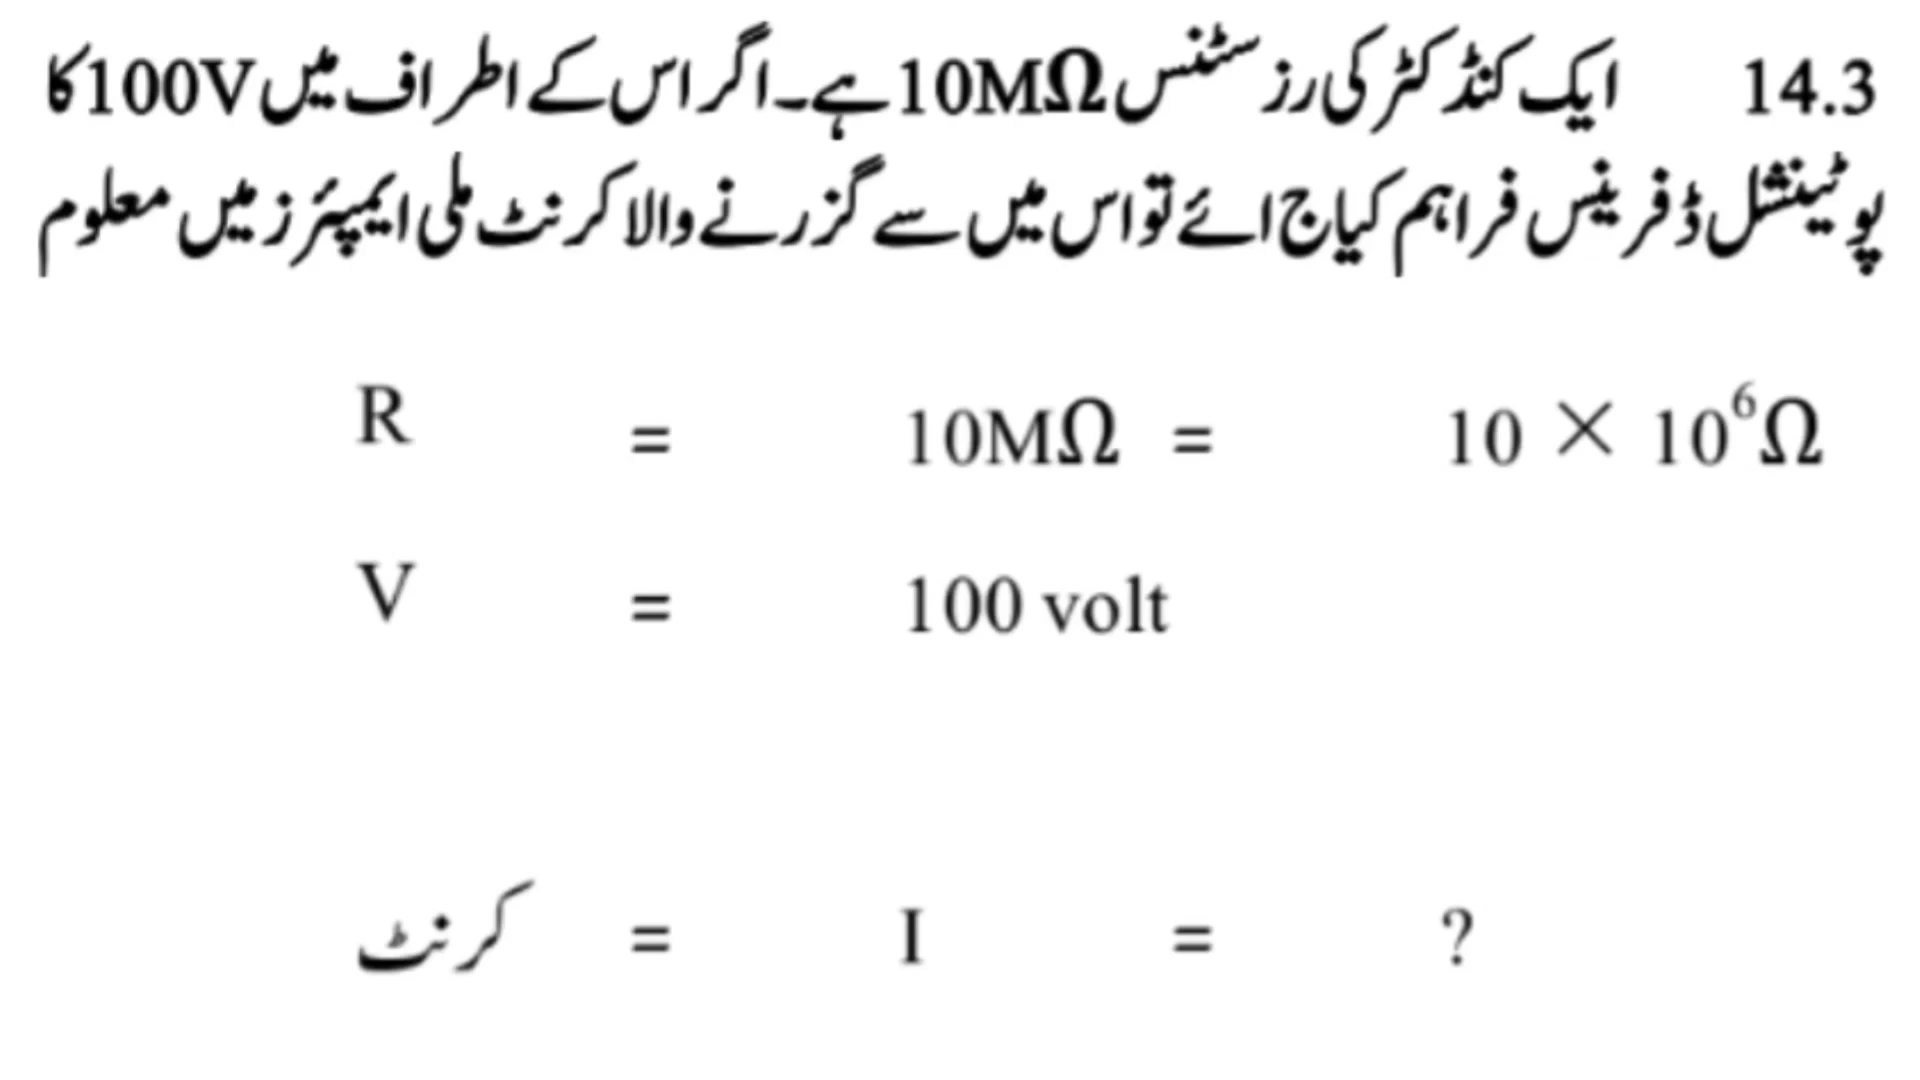 14.3 ایک کنڈکٹر کی رزسٹنس 10MΩ ہے۔ اگر اس کے اطراف میں 100V کا
پوٹینشل ڈفرینس فراہم کیا ج ائے تو اس میں سے گزرنے والا کرنٹ ملی ایمپئرز میں معلوم
R = 10MΩ = 10 × 10⁶Ω
V = 100 volt
کرنٹ = I = ?